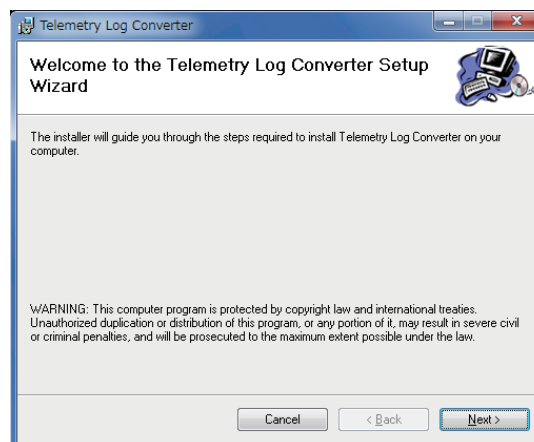 Telemetry Log Converter
Welcome to the Telemetry Log Converter Setup
Wizard
The installer will guide you through the steps required to install Telemetry Log Converter on your
computer.
WARNING: This computer program is protected by copyright law and international treaties.
Unauthorized duplication or distribution of this program, or any portion of it, may result in severe civil
or criminal penalties, and will be prosecuted to the maximum extent possible under the law.
Cancel
< Back
Next >